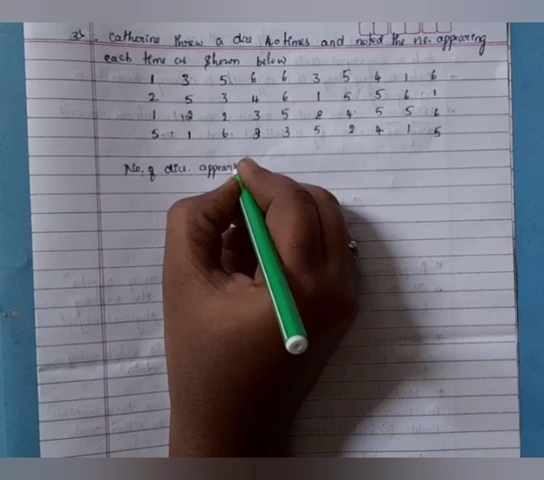 3) . Catherine threw a dice 40 times and noted the no. appearing
each time as shown below
1 3 5 6 6 3 5 4 1 6
2 5 3 4 6 1 5 5 6 1
1 2 2 3 5 2 4 5 5 6
5 1 6 2 3 5 2 4 1 5
No. of dice. appear